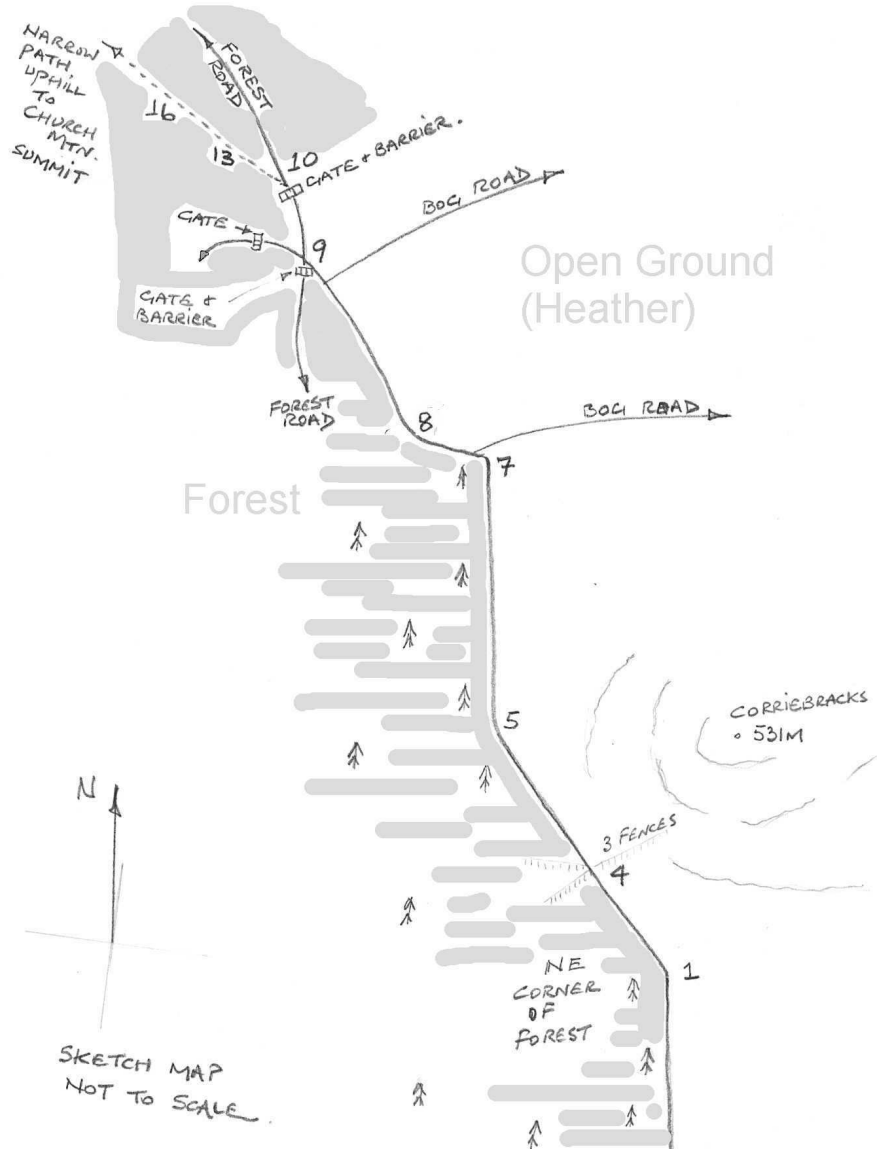 NARROW
PATH
UPHILL
TO
CHURCH
MTN.
SUMMIT
FOREST
ROAD
16
13
10
GATE & BARRIER.
BOG ROAD
GATE
9
Open Ground
(Heather)
GATE &
BARRIER
FOREST
ROAD
8
BOG ROAD
7
Forest
5
CORRIEBRACKS
531M
N
3 FENCES
4
1
NE
CORNER
OF
FOREST
SKETCH MAP
NOT TO SCALE.